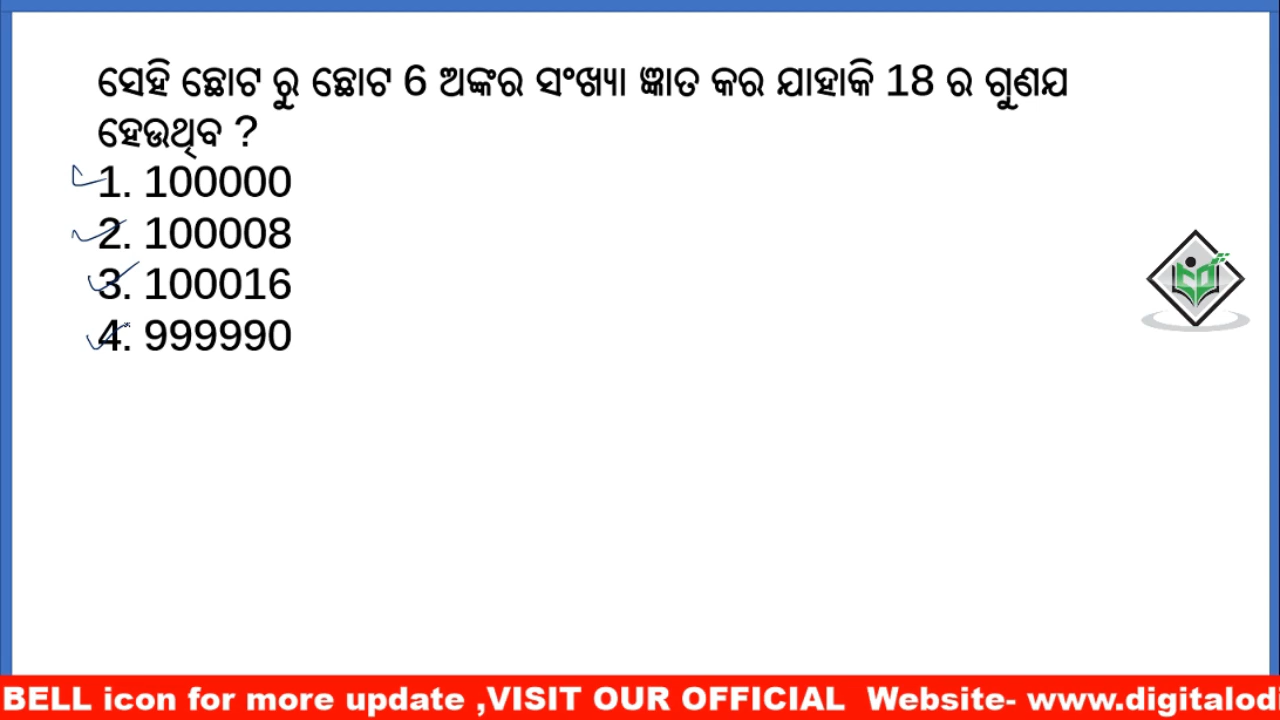 ସେହି ଛୋଟ ରୁ ଛୋଟ 6 ଅଙ୍କର ସଂଖ୍ୟା ଜ୍ଞାତ କର ଯାହାକି 18 ର ଗୁଣଯ
ହେଉଥିବ ?
1. 100000
2. 100008
3. 100016
4. 999990
BELL icon for more update ,VISIT OUR OFFICIAL Website- www.digitalod